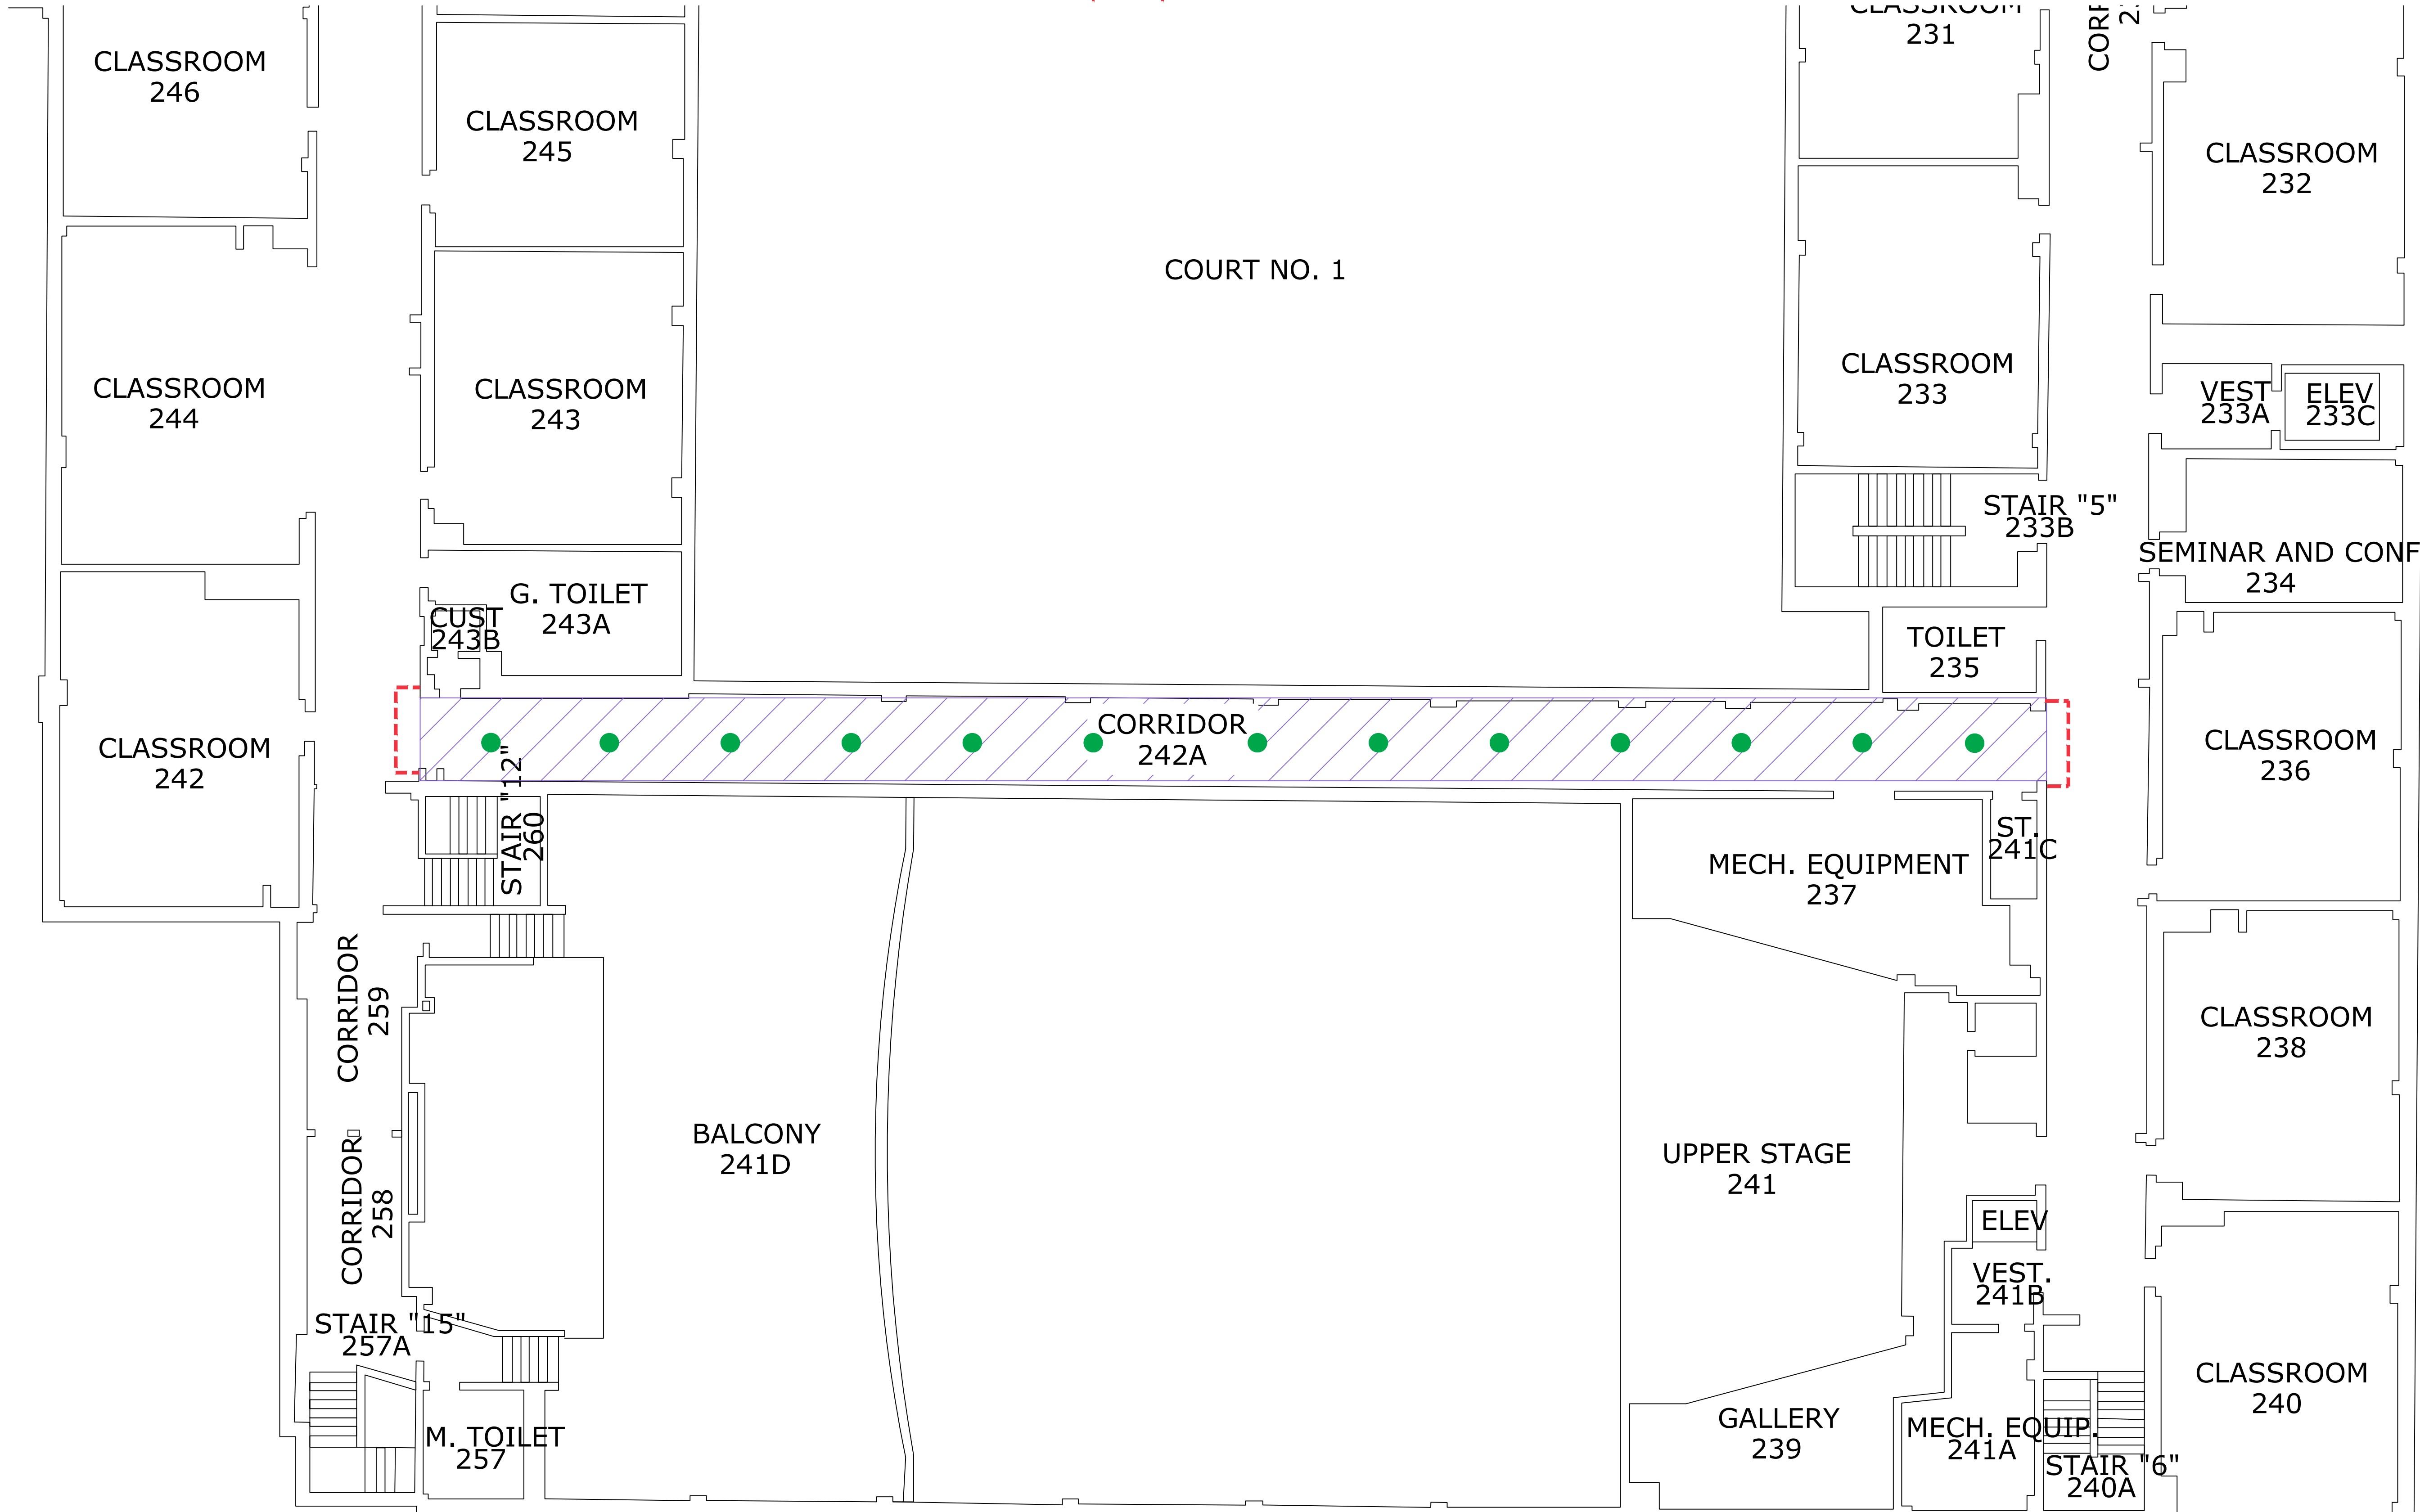 CLASSROOM
231
CLASSROOM
246
CLASSROOM
245
CLASSROOM
232
COURT NO. 1
CLASSROOM
244
CLASSROOM
243
CLASSROOM
233
VEST
233A
ELEV
233C
STAIR "5"
233B
SEMINAR AND CONF
234
G. TOILET
243A
CUST
243B
TOILET
235
CLASSROOM
242
CORRIDOR
242A
CLASSROOM
236
STAIR "12"
260
MECH. EQUIPMENT
237
ST.
241C
CORRIDOR
259
CLASSROOM
238
BALCONY
241D
UPPER STAGE
241
CORRIDOR
258
ELEV
VEST.
241B
STAIR "15"
257A
CLASSROOM
240
GALLERY
239
M. TOILET
257
MECH. EQUIP.
241A
STAIR "6"
240A